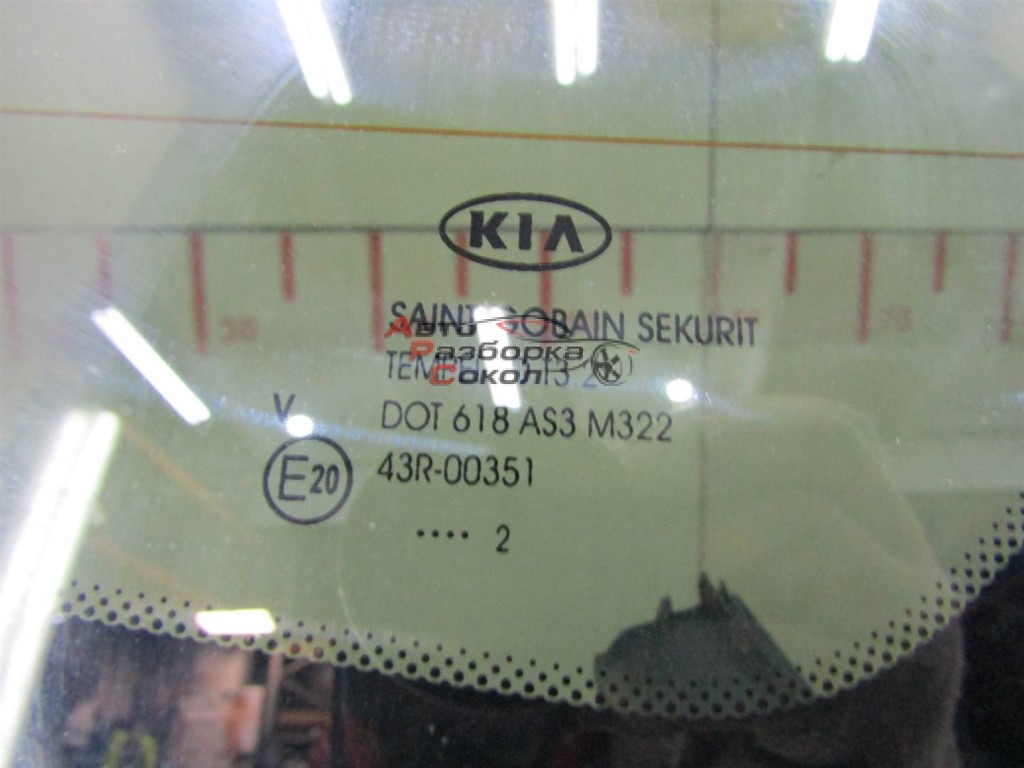 KIA
SAINT GOBAIN SEKURIT
Авто
Разборка
Сокол
DOT 618 AS3 M322
V
E20
43R-00351
.... 2